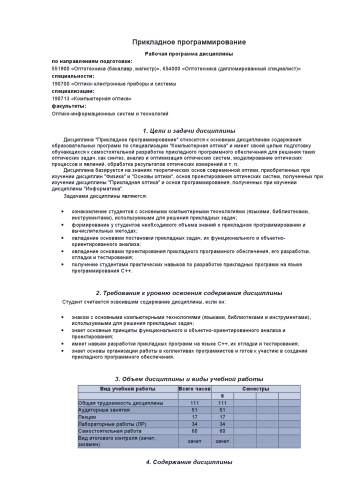 Прикладное программирование
Рабочая программа дисциплины
по направлениям подготовки:
551900 «Оптотехника (бакалавр, магистр)», 654000 «Оптотехника (дипломированный специалист)»
специальности:
190700 «Оптико-электронные приборы и системы
специализации:
190713 «Компьютерная оптика»
факультеты:
Оптико-информационных систем и технологий
1. Цели и задачи дисциплины
Дисциплина "Прикладное программирование" относится к основным дисциплинам содержания
образовательных программ по специализации "Компьютерная оптика" и имеет своей целью подготовку
обучающихся к самостоятельной разработке прикладного программного обеспечения для решения таких
оптических задач, как синтез, анализ и оптимизация оптических систем, моделирование оптических
процессов и явлений, обработка результатов оптических измерений и т. п.
Дисциплина базируется на знаниях теоретических основ современной оптики, приобретенных при
изучении дисциплин "Физика" и "Основы оптики", основ проектирования оптических систем, полученных при
изучении дисциплины "Прикладная оптика" и основ программирования, полученных при изучении
дисциплины "Информатика".
Задачами дисциплины являются:
• ознакомление студентов с основными компьютерными технологиями (языками, библиотеками,
инструментами), используемыми для решения прикладных задач;
• формирование у студентов необходимого объема знаний о прикладном программировании и
вычислительных методах;
• овладение основами постановки прикладных задач, их функционального и объектно-
ориентированного анализа;
• овладение основами проектирования прикладного программного обеспечения, его разработки,
отладки и тестирования;
• получение студентами практических навыков по разработке прикладных программ на языке
программирования С++.
2. Требования к уровню освоения содержания дисциплины
Студент считается освоившим содержание дисциплины, если он:
• знаком с основными компьютерными технологиями (языками, библиотеками и инструментами),
используемыми для решения прикладных задач;
• знает основные принципы функционального и объектно-ориентированного анализа и
проектирования;
• имеет навыки разработки прикладных программ на языке С++, их отладки и тестирования;
• знает основы организации работы в коллективах программистов и готов к участию в создании
прикладного программного обеспечения.
3. Объем дисциплины и виды учебной работы
Вид учебной работы Всего часов Семестры
6
Общая трудоемкость дисциплины 111 111
Аудиторные занятия 51 51
Лекции 17 17
Лабораторные работы (ЛР) 34 34
Самостоятельная работа 60 60
Вид итогового контроля (зачет, экзамен) зачет зачет
4. Содержание дисциплины